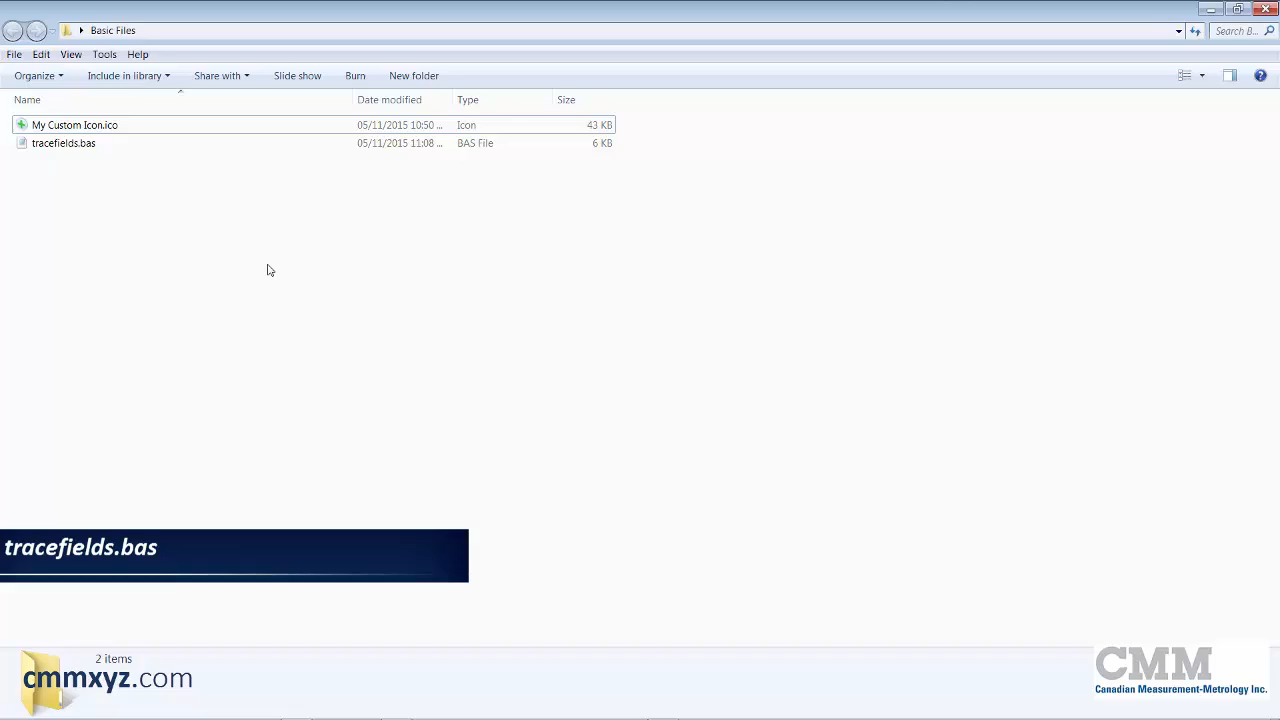 Basic Files
Search B...
File Edit View Tools Help
Organize Include in library Share with Slide show Burn New folder
Name Date modified Type Size
My Custom Icon.ico 05/11/2015 10:50 ... Icon 43 KB
tracefields.bas 05/11/2015 11:08 ... BAS File 6 KB
tracefields.bas
2 items
cmmxyz.com
CMM
Canadian Measurement-Metrology Inc.